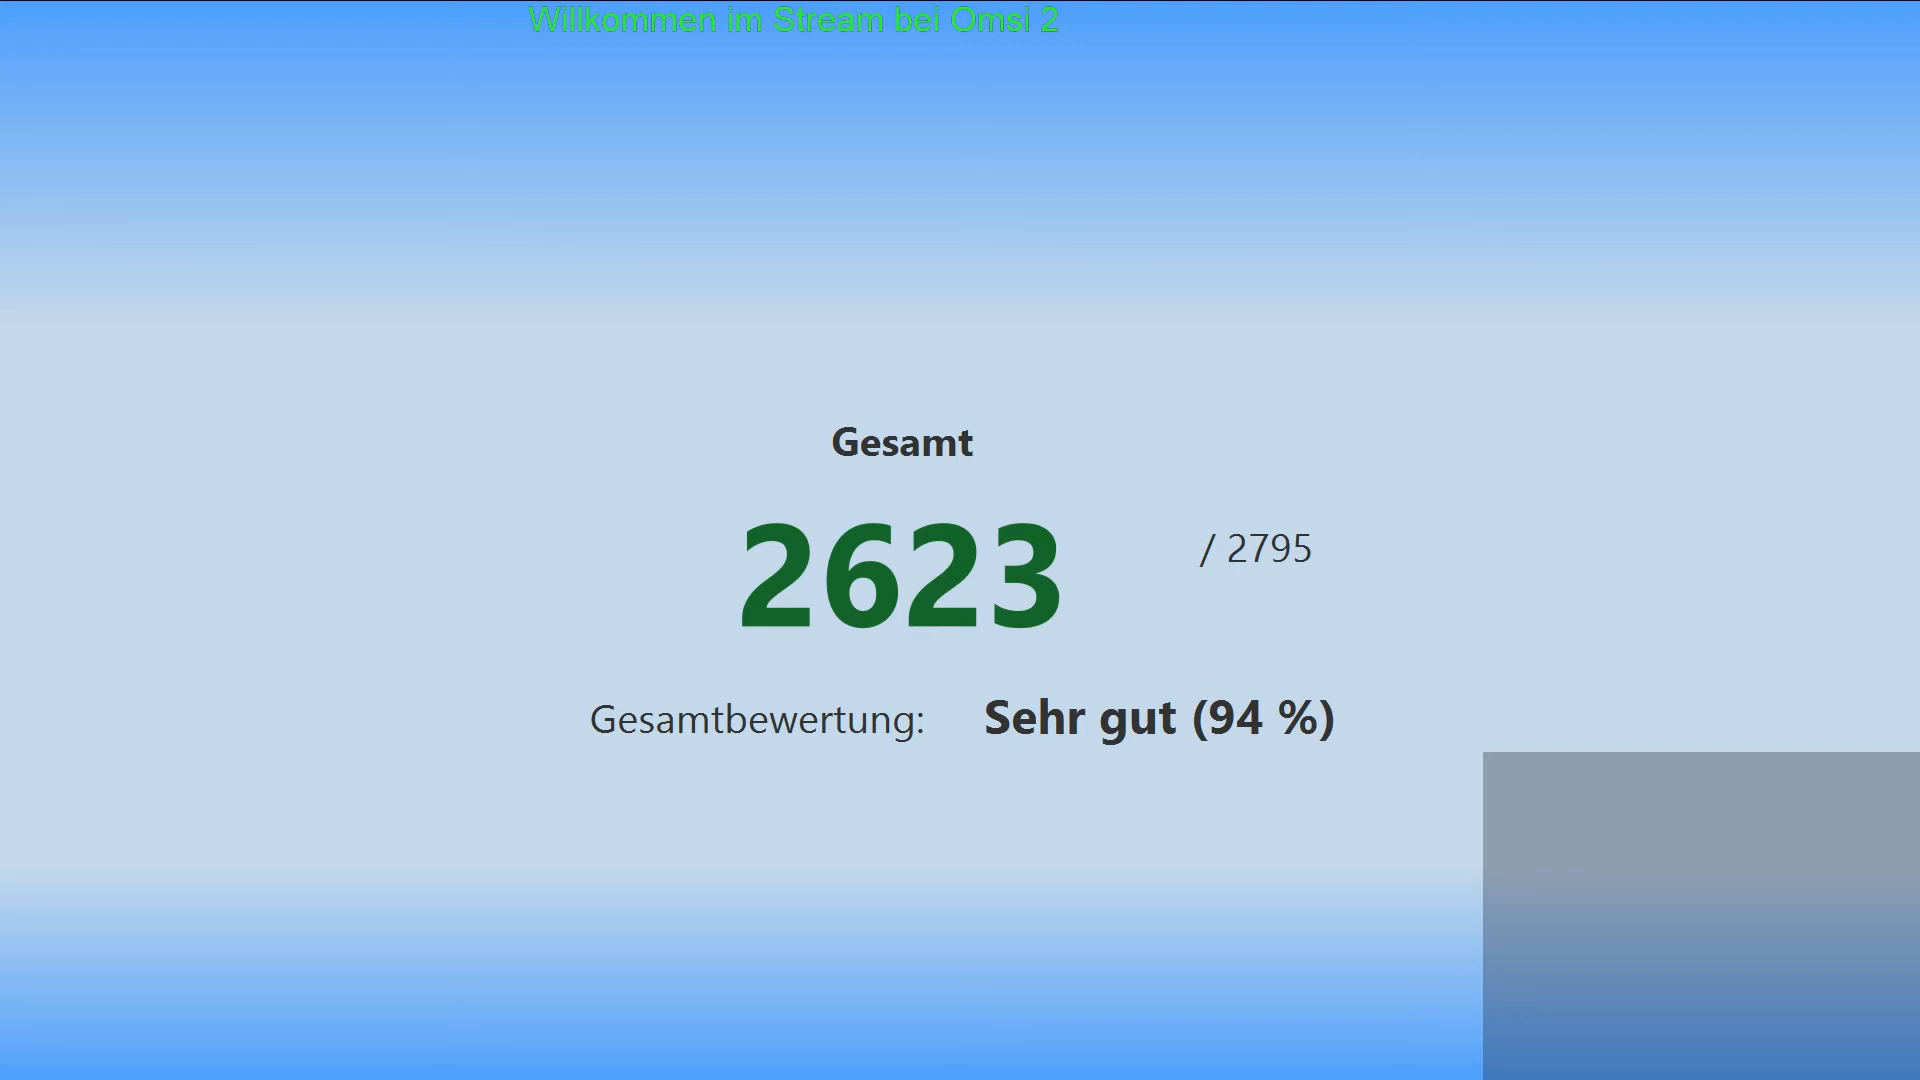 Willkommen im Stream bei Omsi 2
Gesamt
2623 / 2795
Gesamtbewertung: Sehr gut (94 %)